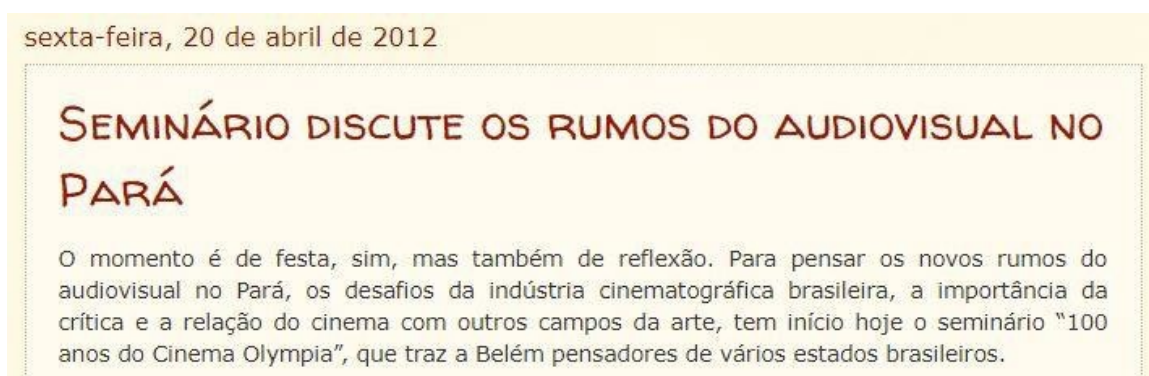 sexta-feira, 20 de abril de 2012
SEMINÁRIO DISCUTE OS RUMOS DO AUDIOVISUAL NO
PARÁ
O momento é de festa, sim, mas também de reflexão. Para pensar os novos rumos do
audiovisual no Pará, os desafios da indústria cinematográfica brasileira, a importância da
crítica e a relação do cinema com outros campos da arte, tem início hoje o seminário “100
anos do Cinema Olympia”, que traz a Belém pensadores de vários estados brasileiros.